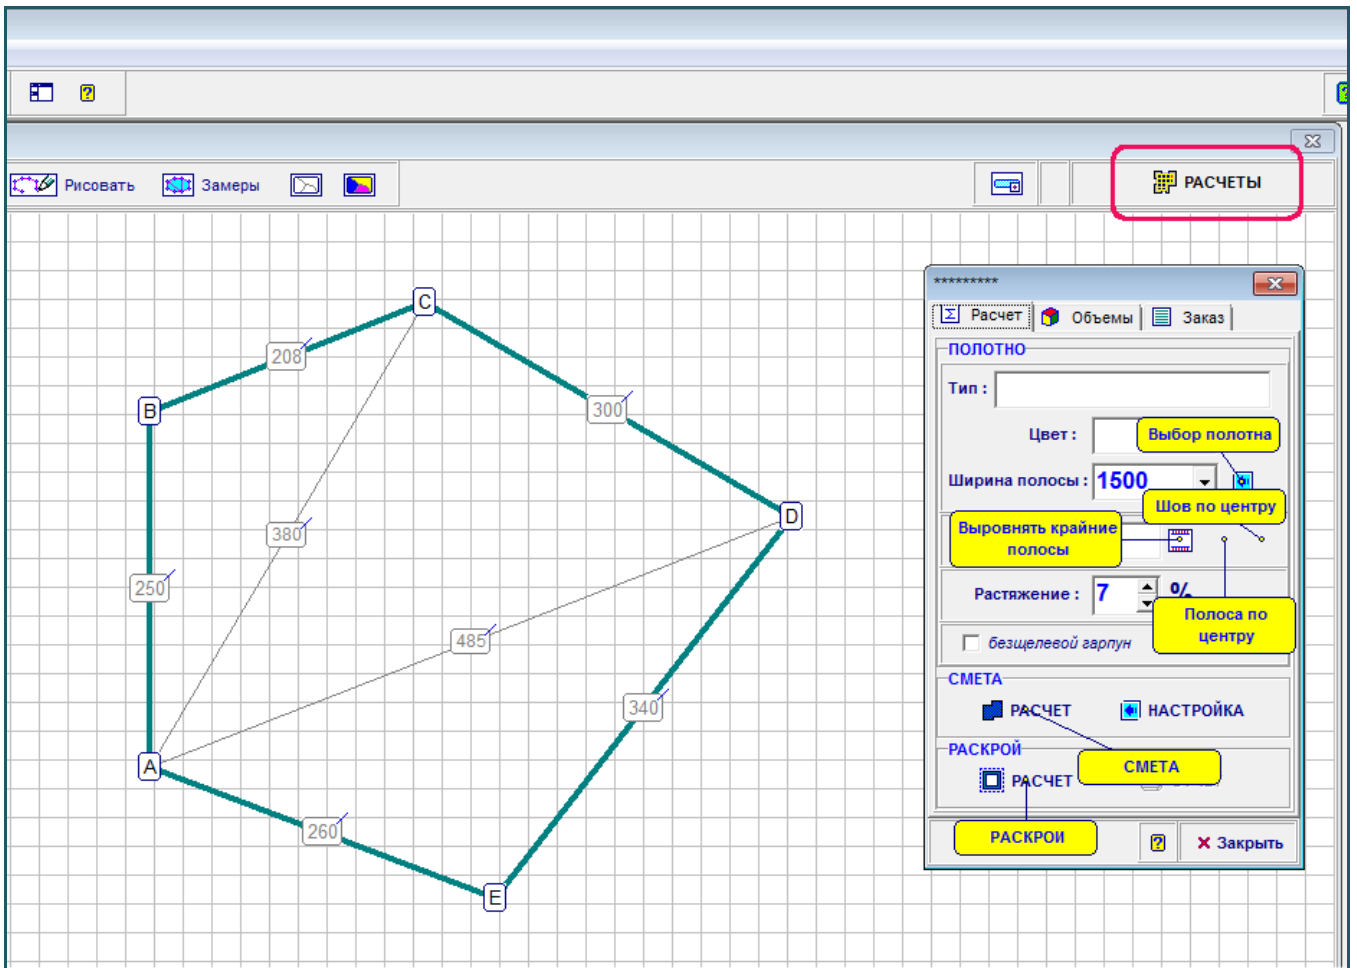 Рисовать
Замеры
РАСЧЕТЫ
*********
Расчет
Объемы
Заказ
ПОЛОТНО
Тип :
Цвет :
Выбор полотна
Ширина полосы :
1500
Шов по центру
Выровнять крайние
полосы
Растяжение :
7
%
Полоса по
центру
безщелевой гарпун
СМЕТА
РАСЧЕТ
НАСТРОЙКА
РАСКРОЙ
СМЕТА
РАСЧЕТ
РАСКРОИ
Закрыть
C
208
B
300
380
D
250
485
340
A
260
E